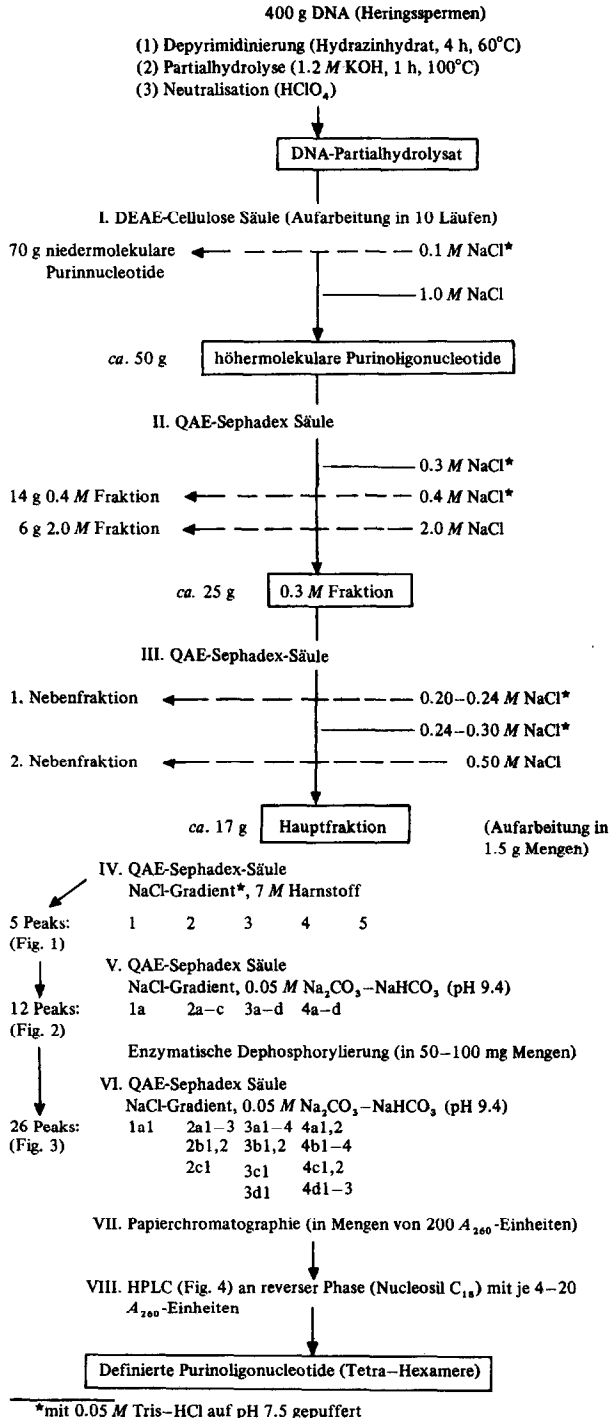 400 g DNA (Heringsspermen)
(1) Depyrimidinierung (Hydrazinhydrat, 4 h, 60°C)
(2) Partialhydrolyse (1.2 M KOH, 1 h, 100°C)
(3) Neutralisation (HClO₄)
DNA-Partialhydrolysat
I. DEAE-Cellulose Säule (Aufarbeitung in 10 Läufen)
70 g niedermolekulare 0.1 M NaCl*
Purinnucleotide
1.0 M NaCl
ca. 50 g höhermolekulare Purinoligonucleotide
II. QAE-Sephadex Säule
0.3 M NaCl*
14 g 0.4 M Fraktion 0.4 M NaCl*
6 g 2.0 M Fraktion 2.0 M NaCl
ca. 25 g 0.3 M Fraktion
III. QAE-Sephadex-Säule
1. Nebenfraktion 0.20–0.24 M NaCl*
0.24–0.30 M NaCl*
2. Nebenfraktion 0.50 M NaCl
ca. 17 g Hauptfraktion (Aufarbeitung in
1.5 g Mengen)
IV. QAE-Sephadex-Säule
NaCl-Gradient*, 7 M Harnstoff
5 Peaks: 1 2 3 4 5
(Fig. 1)
V. QAE-Sephadex Säule
NaCl-Gradient, 0.05 M Na₂CO₃–NaHCO₃ (pH 9.4)
12 Peaks: 1a 2a–c 3a–d 4a–d
(Fig. 2)
Enzymatische Dephosphorylierung (in 50–100 mg Mengen)
VI. QAE-Sephadex Säule
NaCl-Gradient, 0.05 M Na₂CO₃–NaHCO₃ (pH 9.4)
26 Peaks: 1a1 2a1–3 3a1–4 4a1,2
(Fig. 3) 2b1,2 3b1,2 4b1–4
2c1 3c1 4c1,2
3d1 4d1–3
VII. Papierchromatographie (in Mengen von 200 A₂₆₀-Einheiten)
VIII. HPLC (Fig. 4) an reverser Phase (Nucleosil C₁₈) mit je 4–20
A₂₆₀-Einheiten
Definierte Purinoligonucleotide (Tetra–Hexamere)
*mit 0.05 M Tris–HCl auf pH 7.5 gepuffert